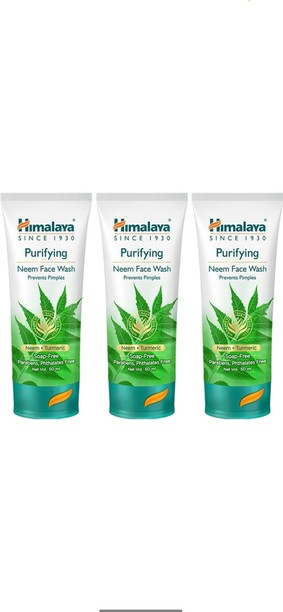 Himalaya
SINCE 1930
Purifying
Neem Face Wash
Prevents Pimples
Neem • Turmeric
Soap-Free
Parabens, Phthalates Free
Net Vol. 60 ml
Himalaya
SINCE 1930
Purifying
Neem Face Wash
Prevents Pimples
Neem • Turmeric
Soap-Free
Parabens, Phthalates Free
Net Vol. 60 ml
Himalaya
SINCE 1930
Purifying
Neem Face Wash
Prevents Pimples
Neem • Turmeric
Soap-Free
Parabens, Phthalates Free
Net Vol. 60 ml